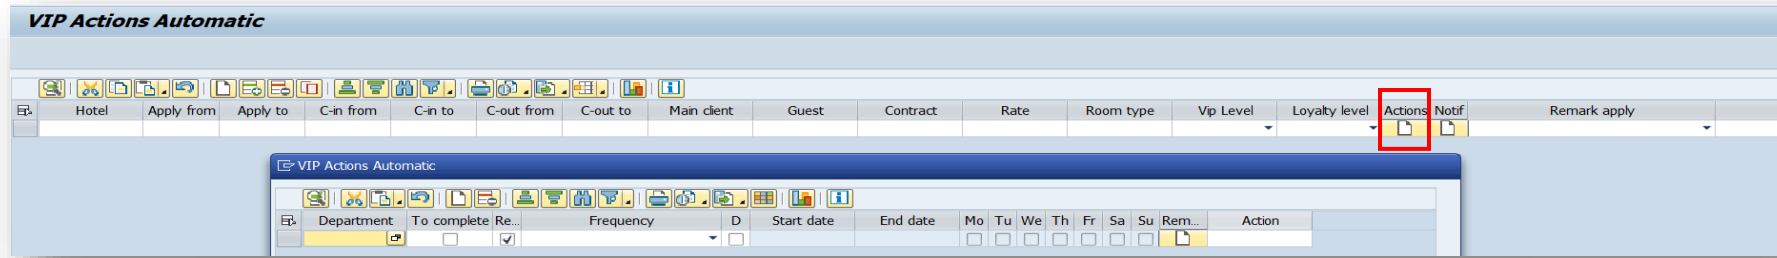 VIP Actions Automatic
Hotel Apply from Apply to C-in from C-in to C-out from C-out to Main client Guest Contract Rate Room type Vip Level Loyalty level Actions Notif Remark apply
VIP Actions Automatic
Department To complete Re... Frequency D Start date End date Mo Tu We Th Fr Sa Su Rem... Action